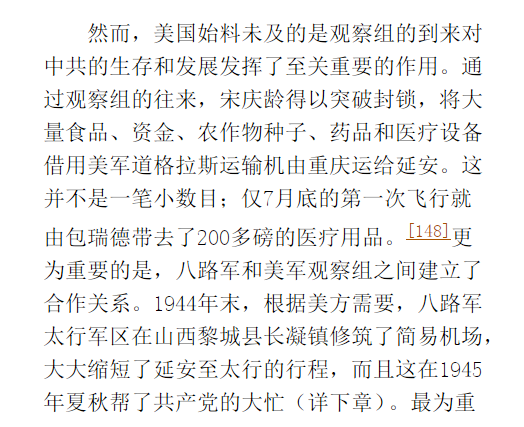 然而，美国始料未及的是观察组的到来对
中共的生存和发展发挥了至关重要的作用。通
过观察组的往来，宋庆龄得以突破封锁，将大
量食品、资金、农作物种子、药品和医疗设备
借用美军道格拉斯运输机由重庆运给延安。这
并不是一笔小数目；仅7月底的第一次飞行就
由包瑞德带去了200多磅的医疗用品。[148]更
为重要的是，八路军和美军观察组之间建立了
合作关系。1944年末，根据美方需要，八路军
太行军区在山西黎城县长凝镇修筑了简易机场，
大大缩短了延安至太行的行程，而且这在1945
年夏秋帮了共产党的大忙（详下章）。最为重